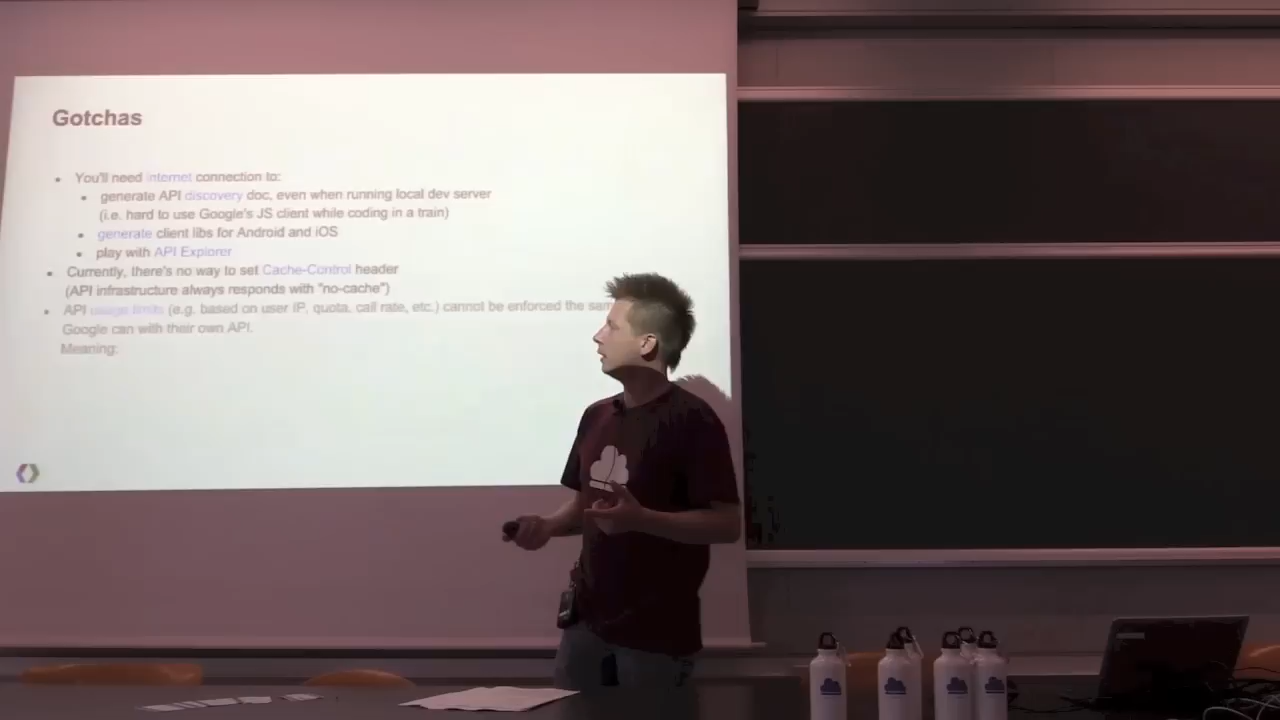 Gotchas
You'll need internet connection to:
generate API discovery doc, even when running local dev server
(i.e. hard to use Google's JS client while coding in a train)
generate client libs for Android and iOS
play with API Explorer
Currently, there's no way to set Cache-Control header
(API infrastructure always responds with "no-cache")
API usage limits (e.g. based on user IP, quota, call rate, etc.) cannot be enforced the
Google can with their own API.
Meaning: